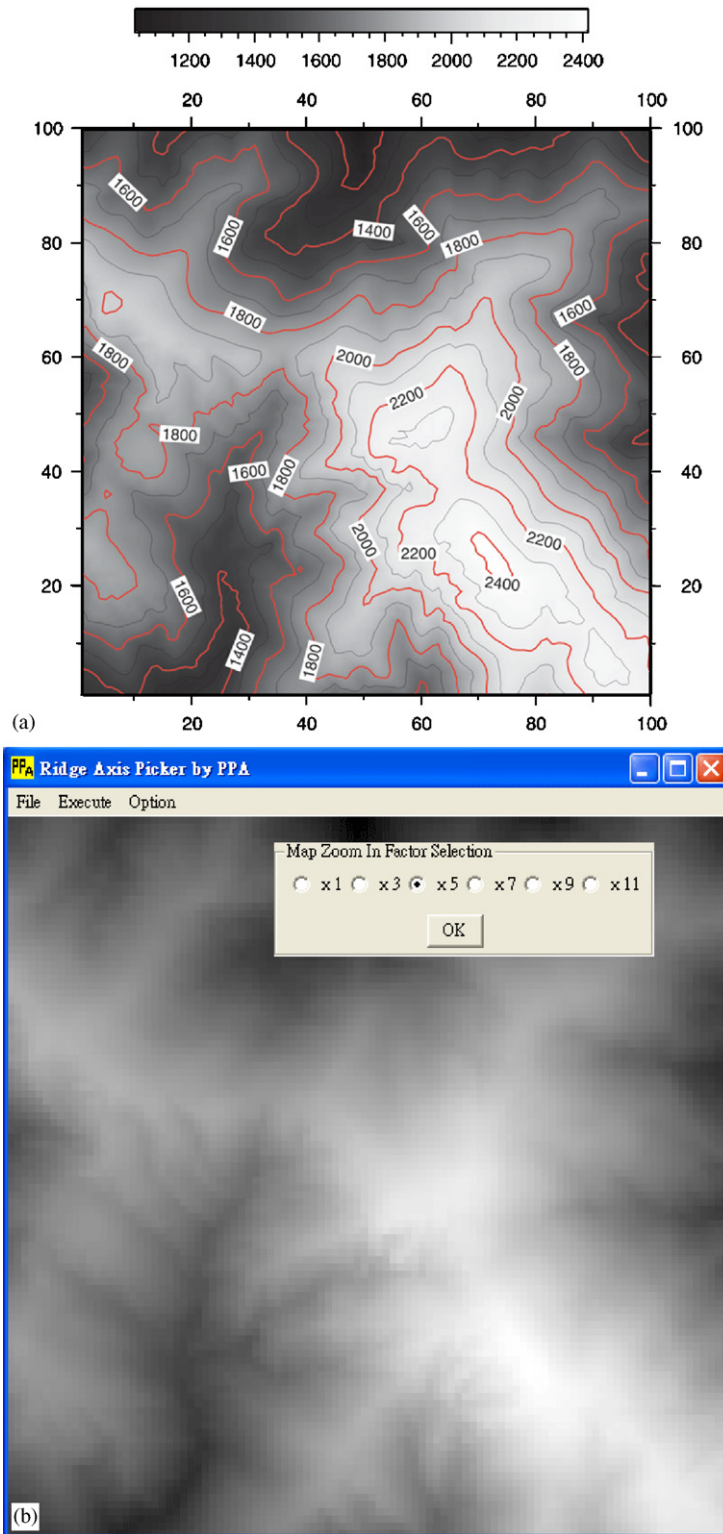 1200 1400 1600 1800 2000 2200 2400
20 40 60 80 100
100 100
1600
1600
1600
1800
1400
80 80
1800
1600
1800
60 60
1800
2000
1800
2200
2000
1800
40 40
1600
1800
2000
2200
2200
2400
20 20
1600
1400
1800
(a)
20 40 60 80 100
PPA Ridge Axis Picker by PPA
File Execute Option
Map Zoom In Factor Selection
x1 x3 x5 x7 x9 x11
OK
(b)